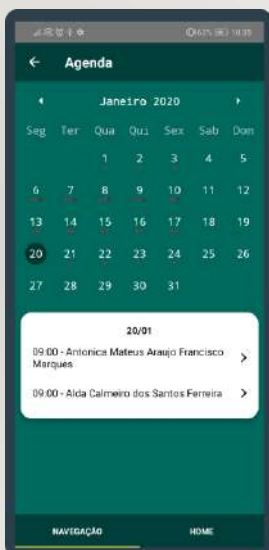 63% 10:35
Agenda
Janeiro 2020
Seg Ter Qua Qui Sex Sab Dom
1 2 3 4 5
6 7 8 9 10 11 12
13 14 15 16 17 18 19
20 21 22 23 24 25 26
27 28 29 30 31
20/01
09:00 - Antonica Mateus Araujo Francisco
Marques
09:00 - Alda Calmeiro dos Santos Ferreira
NAVEGAÇÃO HOME